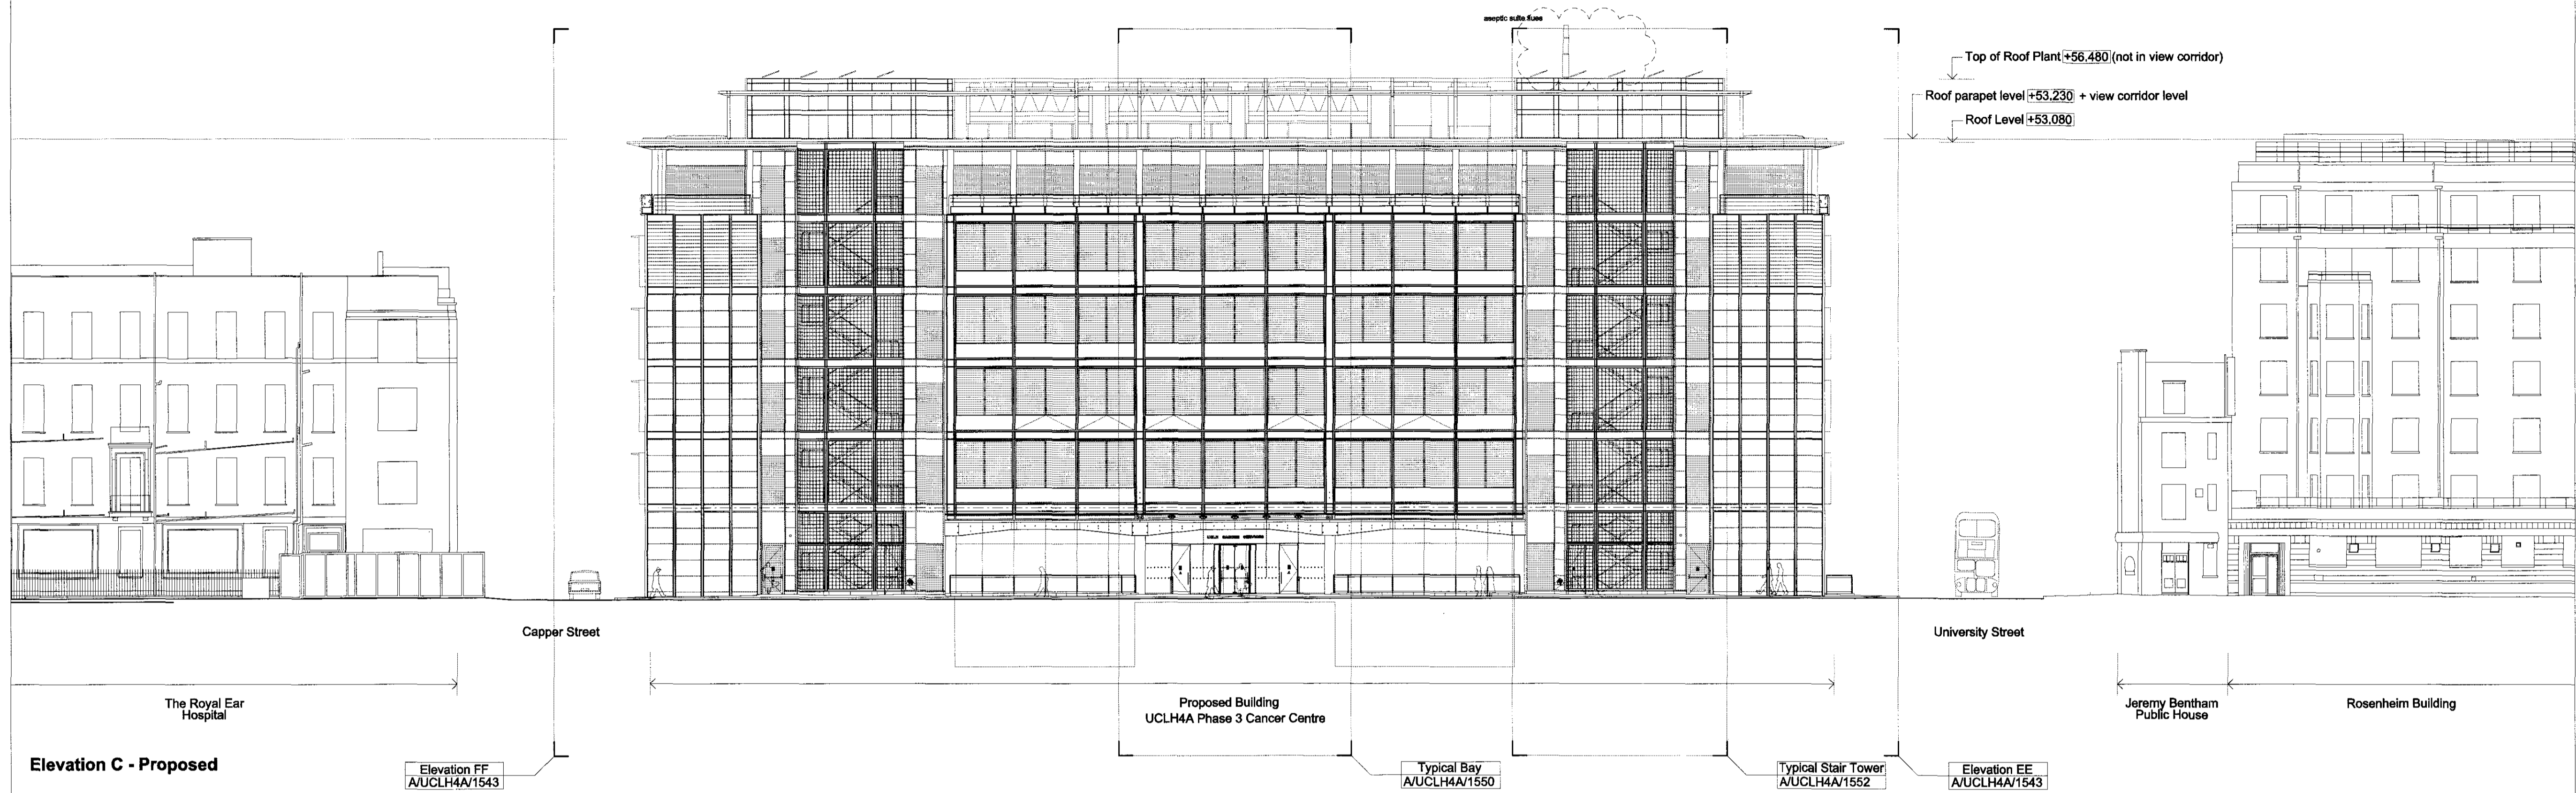 aseptic suite flues
Top of Roof Plant +56,480 (not in view corridor)
Roof parapet level +53,230 + view corridor level
Roof Level +53,080
UCLH CANCER SERVICES
Capper Street
University Street
The Royal Ear
Hospital
Proposed Building
UCLH4A Phase 3 Cancer Centre
Jeremy Bentham
Public House
Rosenheim Building
Elevation C - Proposed
Elevation FF
A/UCLH4A/1543
Typical Bay
A/UCLH4A/1550
Typical Stair Tower
A/UCLH4A/1552
Elevation EE
A/UCLH4A/1543